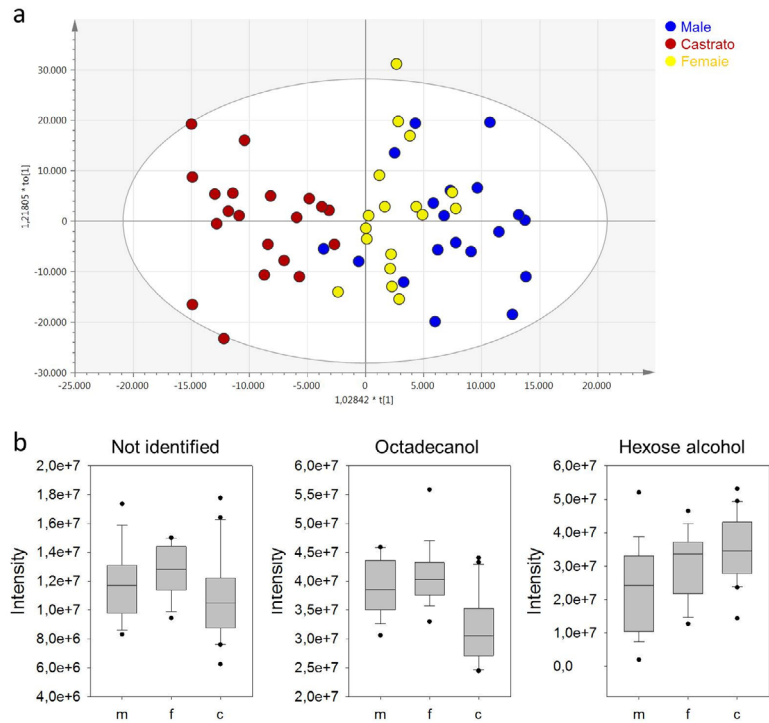 a
Male
Castrato
Femaie
30.000
20.000
10.000
0
-10.000
-20.000
-30.000
1,21805 * to[1]
-25.000 -20.000 -15.000 -10.000 -5.000 0 5.000 10.000 15.000 20.000
1,02842 * t[1]
b
Not identified
Intensity
2,0e+7
1,8e+7
1,6e+7
1,4e+7
1,2e+7
1,0e+7
8,0e+6
6,0e+6
4,0e+6
m f c
Octadecanol
Intensity
6,0e+7
5,5e+7
5,0e+7
4,5e+7
4,0e+7
3,5e+7
3,0e+7
2,5e+7
2,0e+7
m f c
Hexose alcohol
Intensity
6,0e+7
5,0e+7
4,0e+7
3,0e+7
2,0e+7
1,0e+7
0,0
m f c